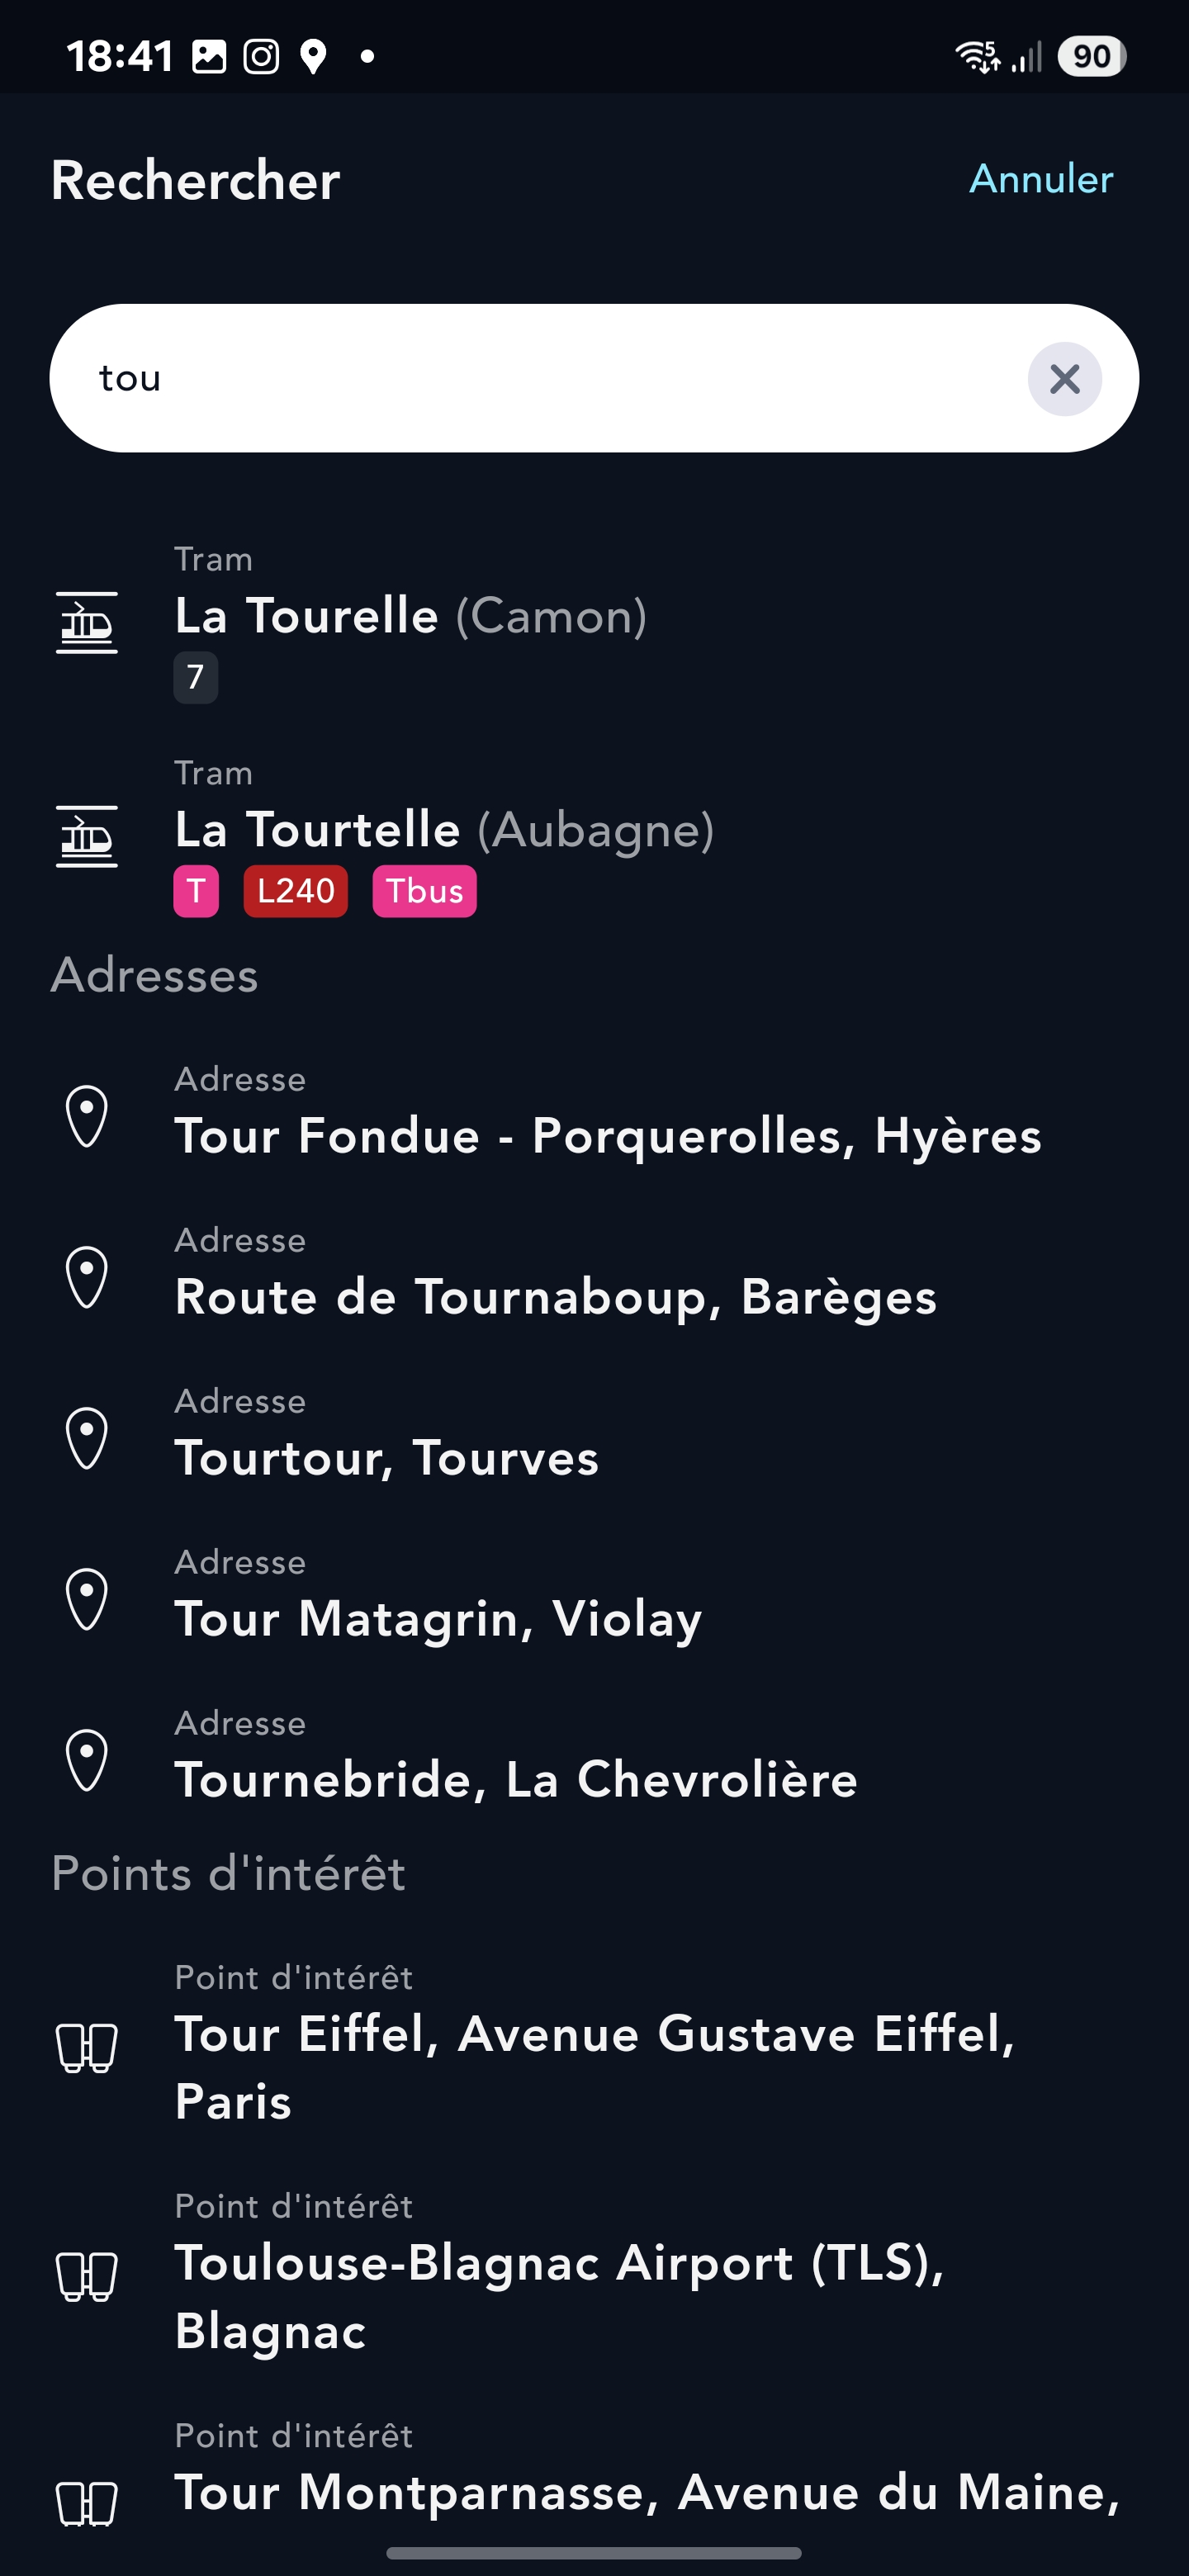 18:41
5
90
Rechercher
Annuler
tou
Tram
La Tourelle (Camon)
7
Tram
La Tourtelle (Aubagne)
T L240 Tbus
Adresses
Adresse
Tour Fondue - Porquerolles, Hyères
Adresse
Route de Tournaboup, Barèges
Adresse
Tourtour, Tourves
Adresse
Tour Matagrin, Violay
Adresse
Tournebride, La Chevrolière
Points d'intérêt
Point d'intérêt
Tour Eiffel, Avenue Gustave Eiffel,
Paris
Point d'intérêt
Toulouse-Blagnac Airport (TLS),
Blagnac
Point d'intérêt
Tour Montparnasse, Avenue du Maine,